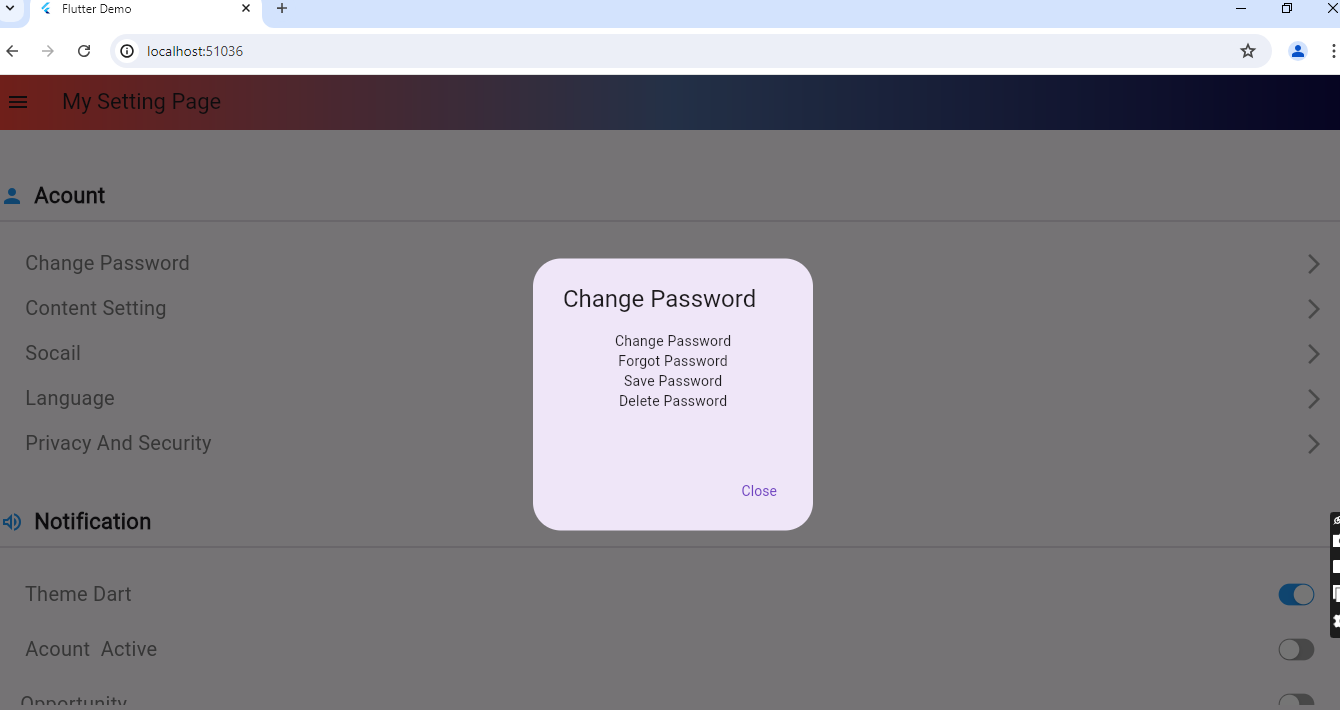 Flutter Demo
localhost:51036
My Setting Page
Acount
Change Password
Content Setting
Socail
Language
Privacy And Security
Change Password
Change Password
Forgot Password
Save Password
Delete Password
Close
Notification
Theme Dart
Acount  Active
Opportunity